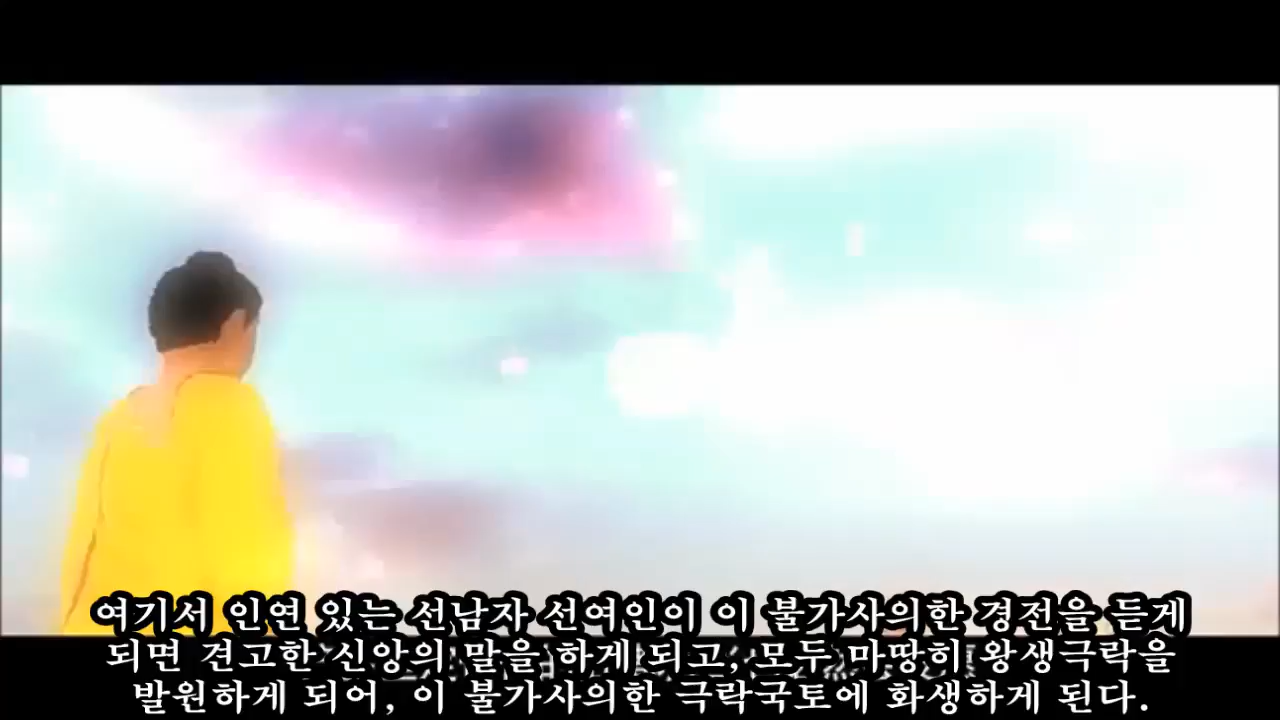 여기서 인연 있는 선남자 선여인이 이 불가사의한 경전을 듣게
되면 견고한 신앙의 말을 하게 되고, 모두 마땅히 왕생극락을
발원하게 되어, 이 불가사의한 극락국토에 화생하게 된다.